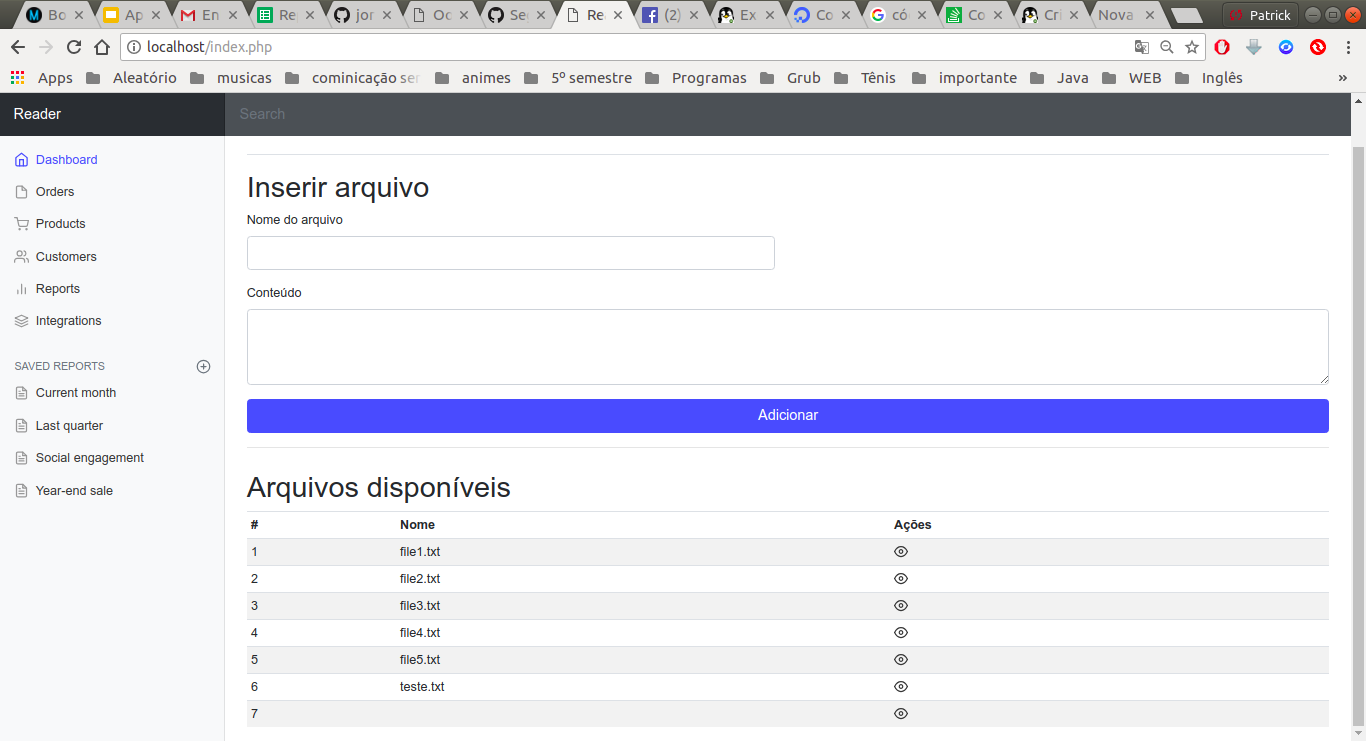 Bo
Ap
En
Re
jor
Oc
Se
Re
(2)
Ex
Co
có
Co
Cri
Nova
Patrick
localhost/index.php
Apps
Aleatório
musicas
cominicação ser
animes
5º semestre
Programas
Grub
Tênis
importante
Java
WEB
Inglês
»
Reader
Search
Dashboard
Orders
Products
Customers
Reports
Integrations
SAVED REPORTS
Current month
Last quarter
Social engagement
Year-end sale
Inserir arquivo
Nome do arquivo
Conteúdo
Adicionar
Arquivos disponíveis
# Nome Ações
1 file1.txt
2 file2.txt
3 file3.txt
4 file4.txt
5 file5.txt
6 teste.txt
7